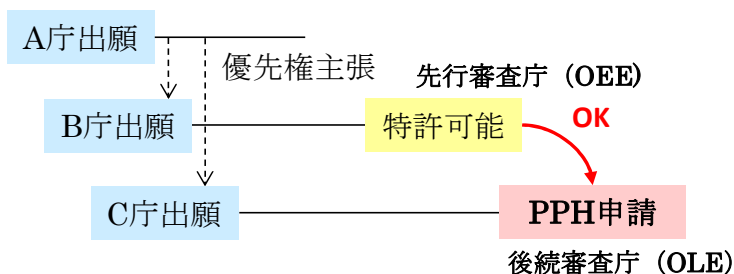 A庁出願
優先権主張
先行審査庁（OEE）
B庁出願
特許可能
OK
C庁出願
PPH申請
後続審査庁（OLE）